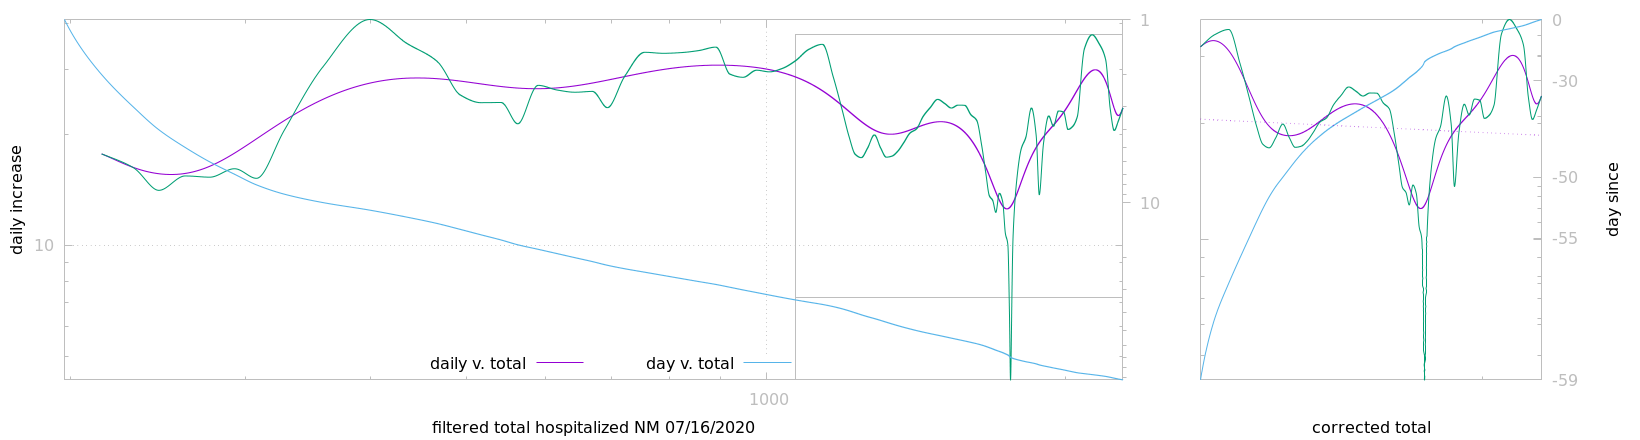 1
0
-30
daily increase
10
10
-50
-55
day since
daily v. total
day v. total
-59
1000
filtered total hospitalized NM 07/16/2020
corrected total